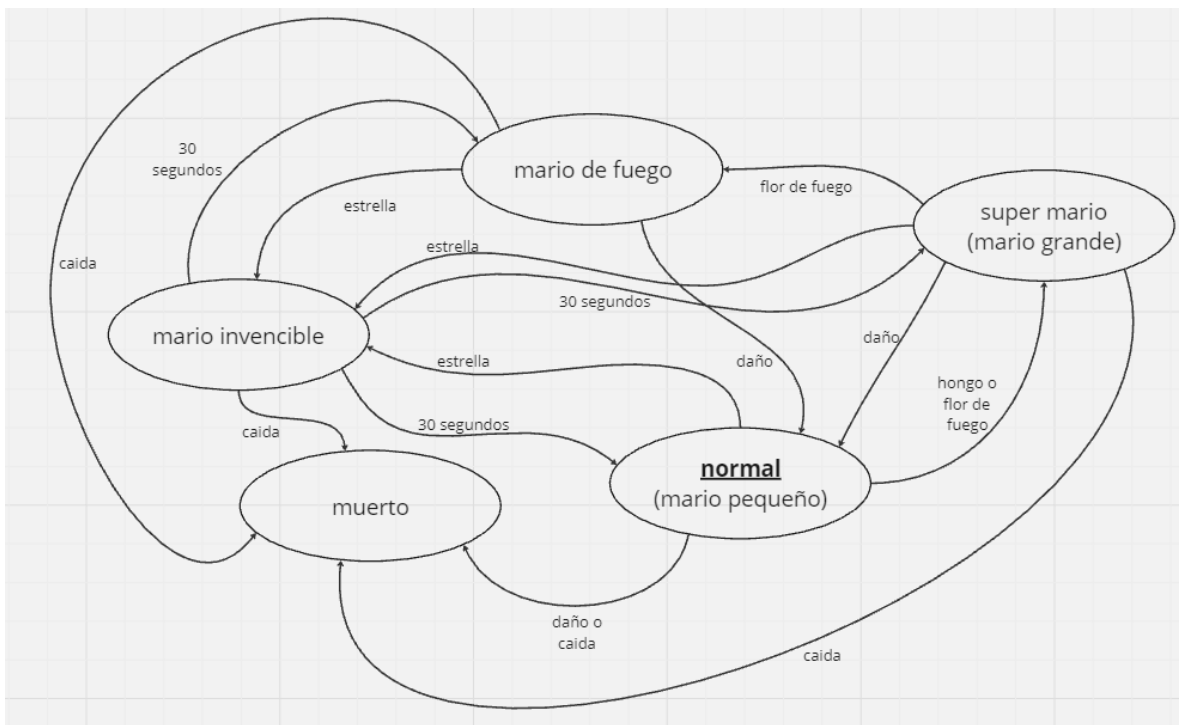 30
segundos
mario de fuego
flor de fuego
super mario
(mario grande)
estrella
estrella
caida
30 segundos
mario invencible
daño
estrella
daño
hongo o
flor de
fuego
caida
30 segundos
normal
(mario pequeño)
muerto
daño o
caida
caida